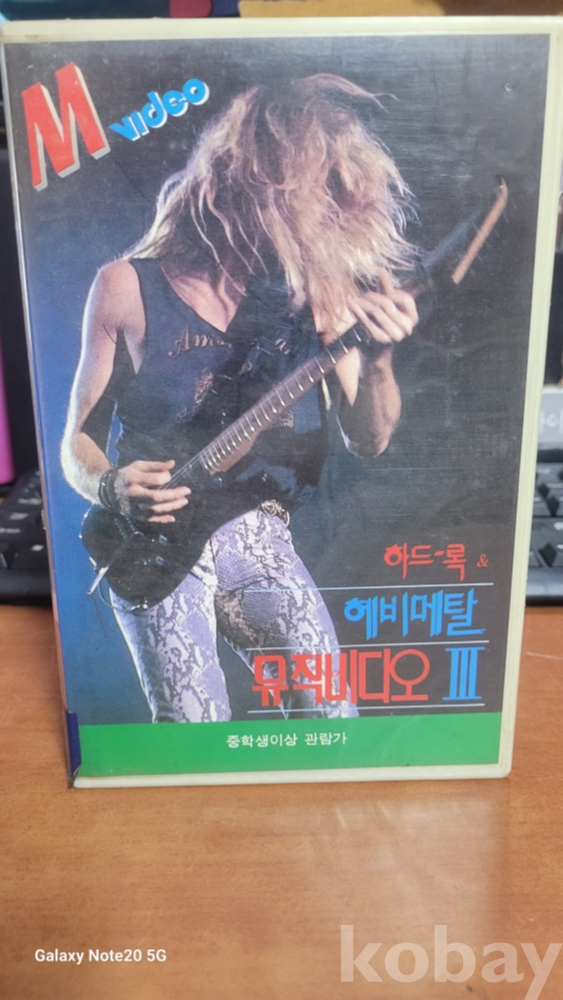 M video
하드-록 &
헤비메탈
뮤직비디오 III
중학생이상 관람가
Galaxy Note20 5G
kobay